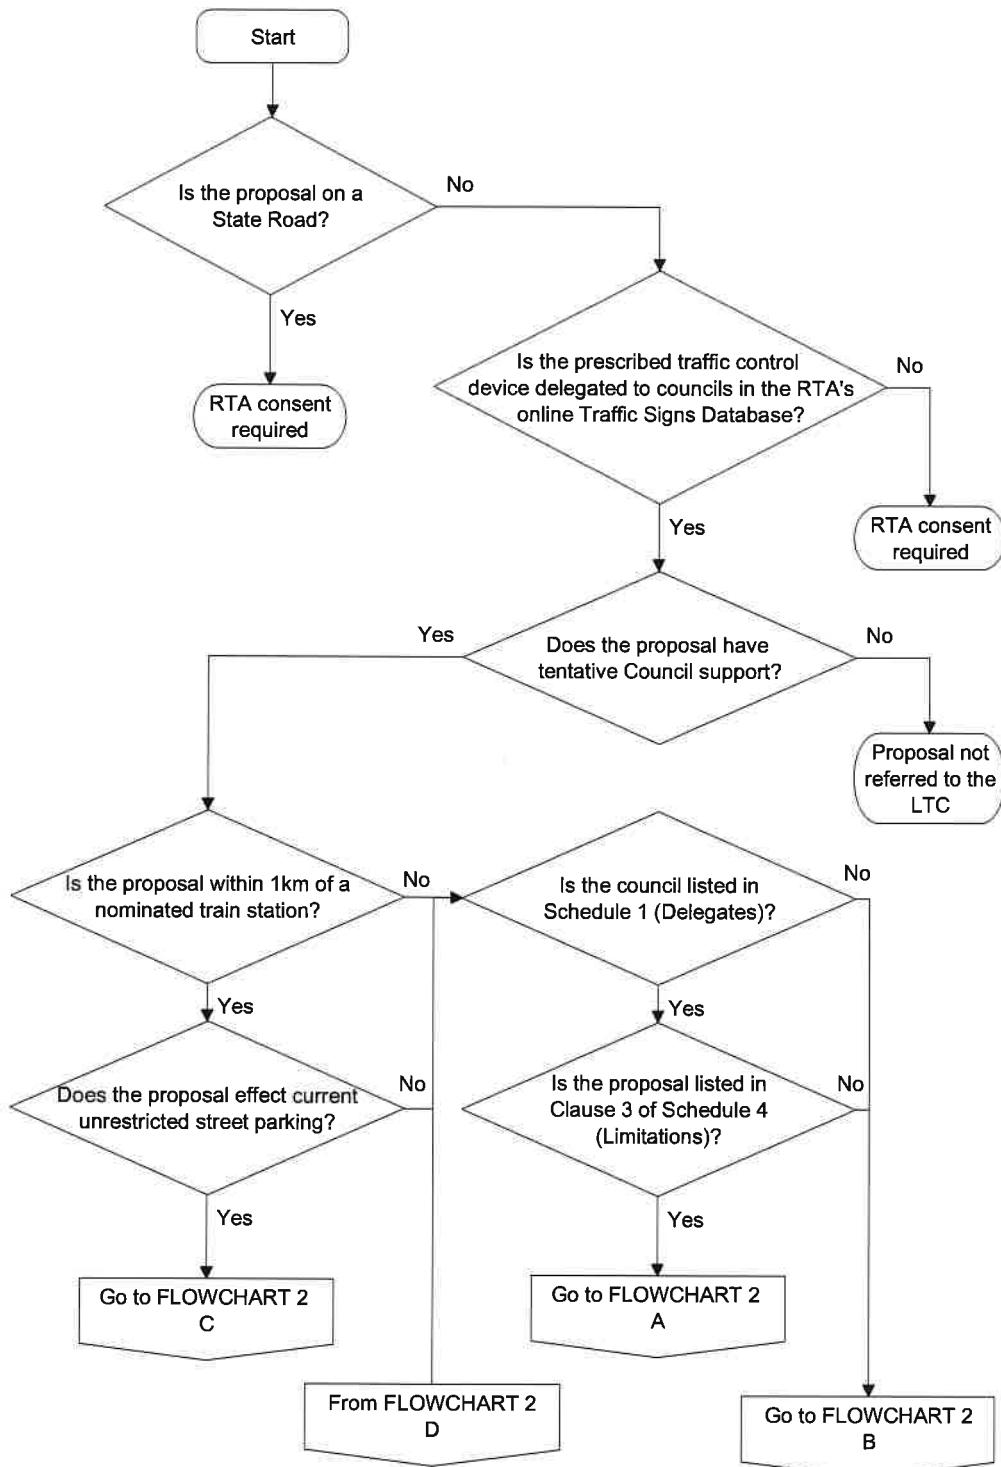 Start
Is the proposal on a
State Road?
No
Yes
RTA consent
required
Is the prescribed traffic control
device delegated to councils in the RTA's
online Traffic Signs Database?
No
RTA consent
required
Yes
Does the proposal have
tentative Council support?
Yes
No
Proposal not
referred to the
LTC
Is the proposal within 1km of a
nominated train station?
No
Is the council listed in
Schedule 1 (Delegates)?
No
Yes
Yes
Does the proposal effect current
unrestricted street parking?
No
Is the proposal listed in
Clause 3 of Schedule 4
(Limitations)?
No
Yes
Yes
Go to FLOWCHART 2
C
Go to FLOWCHART 2
A
From FLOWCHART 2
D
Go to FLOWCHART 2
B